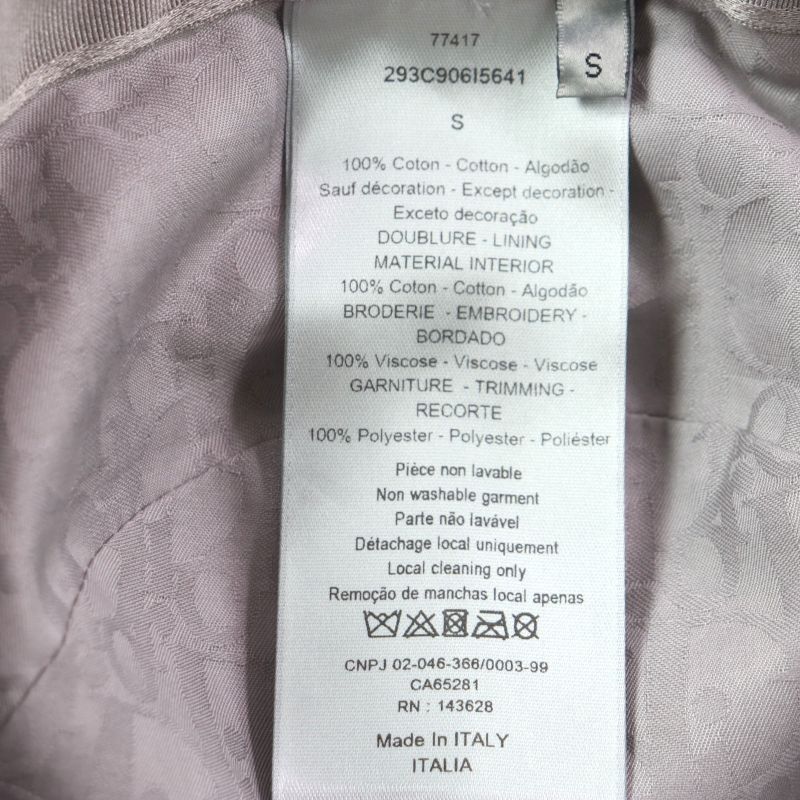 77417
293C906I5641
S
S
100% Coton - Cotton - Algodão
Sauf décoration - Except decoration -
Exceto decoração
DOUBLURE - LINING
MATERIAL INTERIOR
100% Coton - Cotton - Algodão
BRODERIE - EMBROIDERY -
BORDADO
100% Viscose - Viscose - Viscose
GARNITURE - TRIMMING -
RECORTE
100% Polyester - Polyester - Poliéster
Pièce non lavable
Non washable garment
Parte não lavável
Détachage local uniquement
Local cleaning only
Remoção de manchas local apenas
CNPJ 02-046-366/0003-99
CA65281
RN : 143628
Made In ITALY
ITALIA